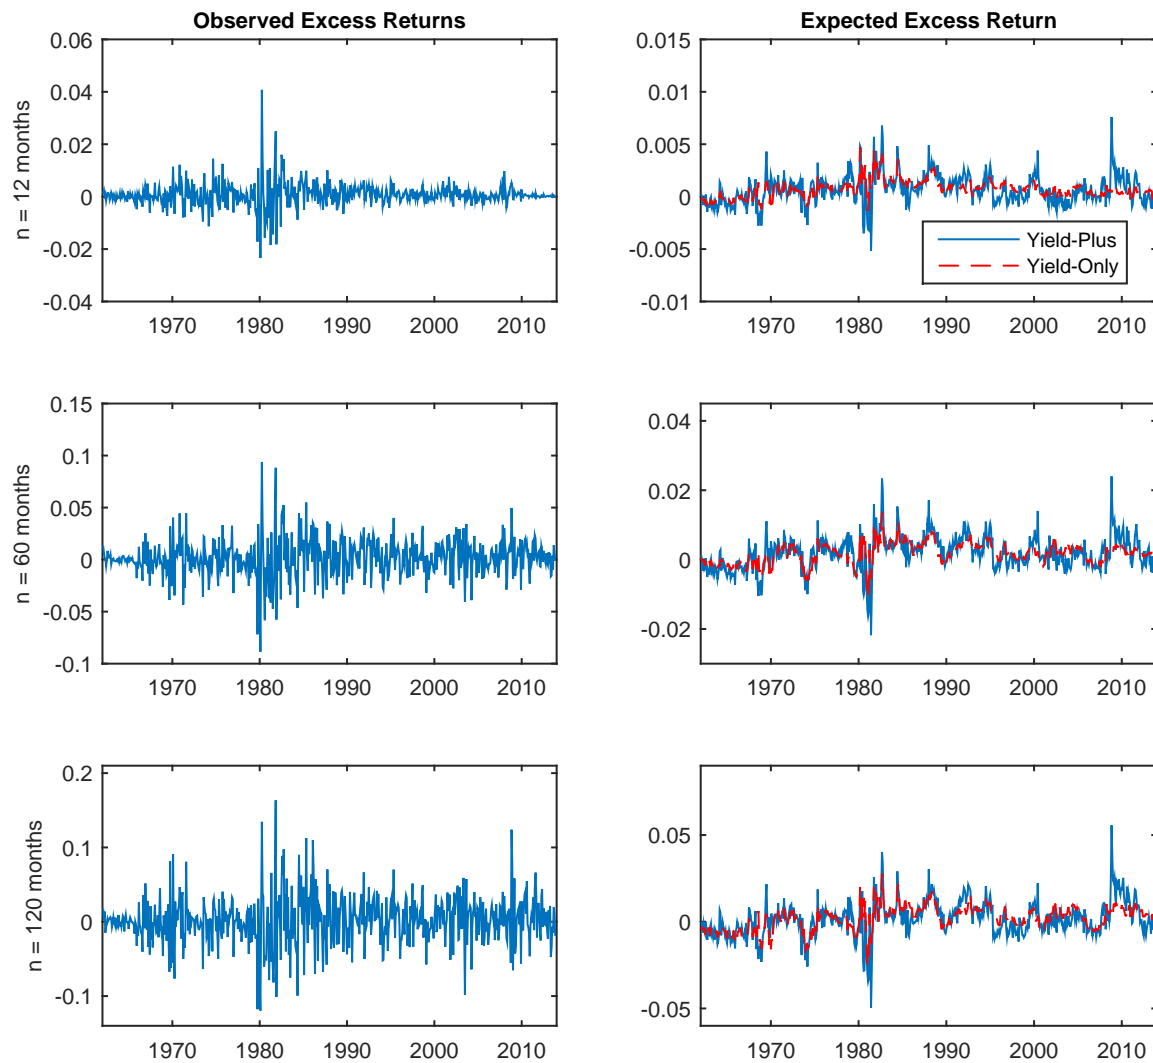 Observed Excess Returns
n = 12 months
0.06
0.04
0.02
0
-0.02
-0.04
1970 1980 1990 2000 2010
Expected Excess Return
0.015
0.01
0.005
0
-0.005
-0.01
Yield-Plus
Yield-Only
1970 1980 1990 2000 2010
n = 60 months
0.15
0.1
0.05
0
-0.05
-0.1
1970 1980 1990 2000 2010
0.04
0.02
0
-0.02
1970 1980 1990 2000 2010
n = 120 months
0.2
0.1
0
-0.1
1970 1980 1990 2000 2010
0.05
0
-0.05
1970 1980 1990 2000 2010